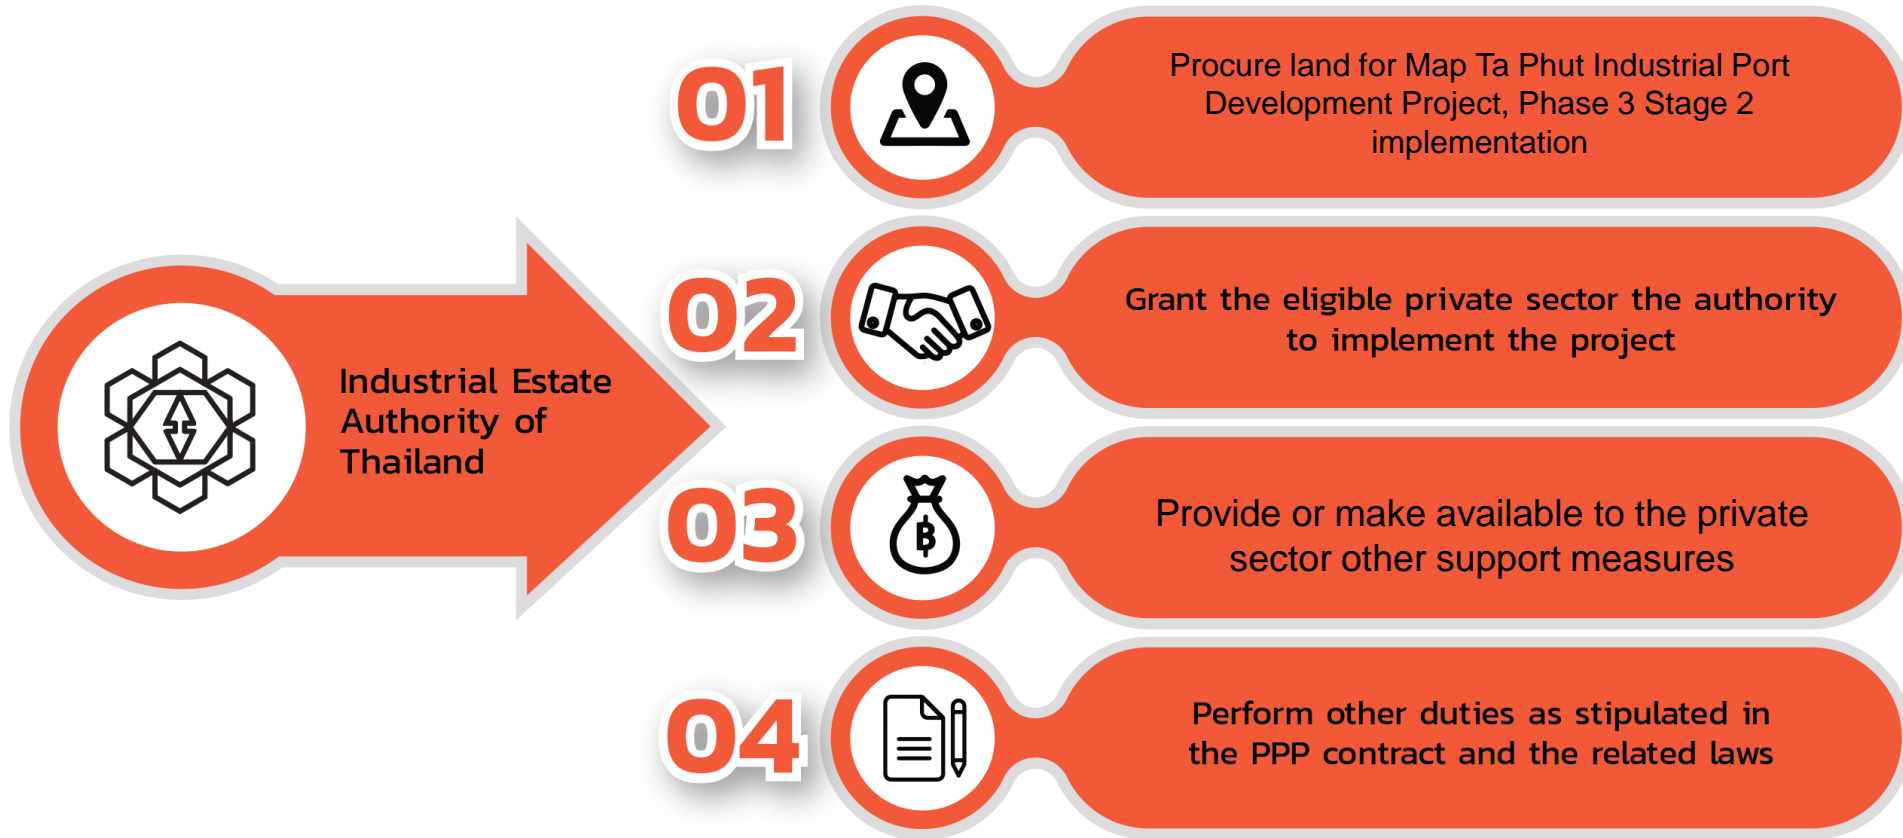 Industrial Estate
Authority of
Thailand
01
Procure land for Map Ta Phut Industrial Port
Development Project, Phase 3 Stage 2
implementation
02
Grant the eligible private sector the authority
to implement the project
03
฿
Provide or make available to the private
sector other support measures
04
Perform other duties as stipulated in
the PPP contract and the related laws